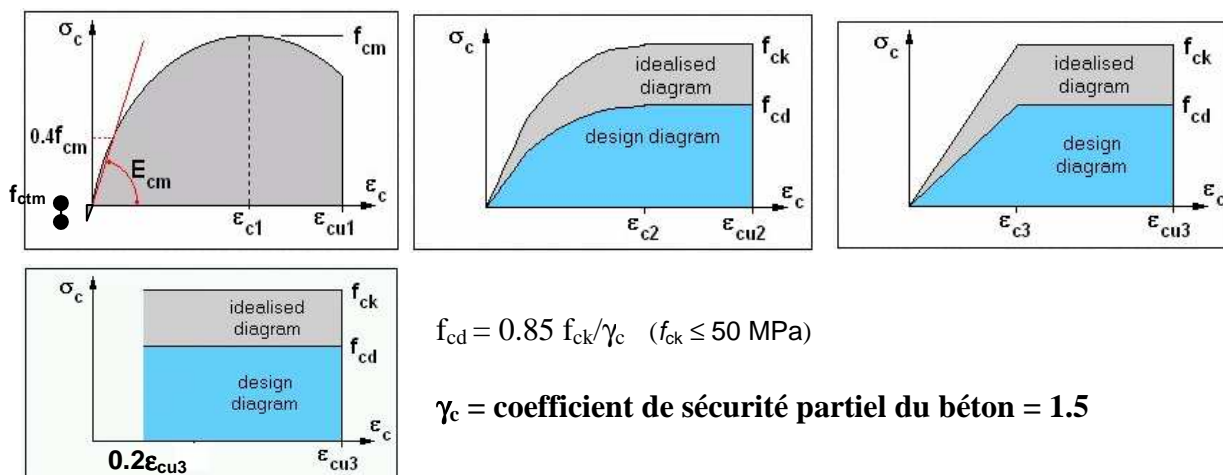 σc
fcm
0.4fcm
Ecm
fctm
εc
εc1
εcu1
σc
idealised
diagram
fck
fcd
design diagram
εc
εc2
εcu2
σc
idealised
diagram
fck
fcd
design
diagram
εc
εc3
εcu3
σc
idealised
diagram
fck
fcd
design
diagram
εc
0.2εcu3
εcu3
fcd = 0.85 fck/γc (fck ≤ 50 MPa)
γc = coefficient de sécurité partiel du béton = 1.5